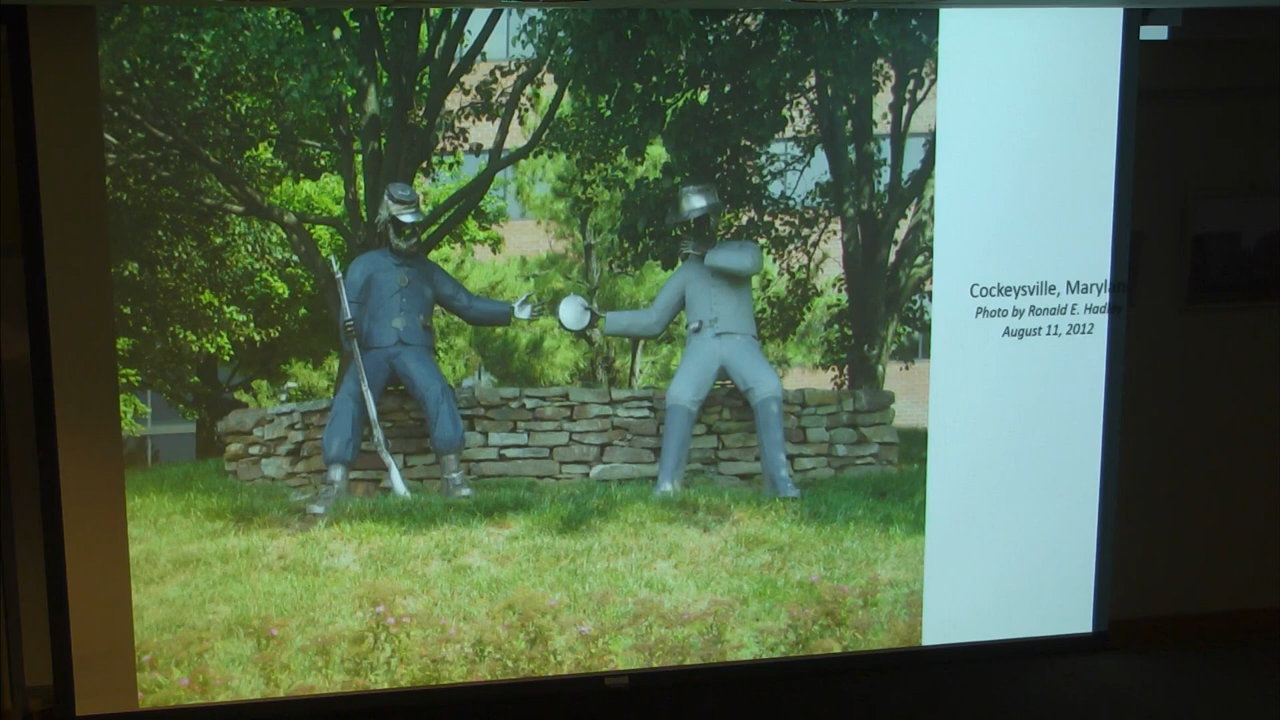 Cockeysville, Marylan
Photo by Ronald E. Hadl
August 11, 2012